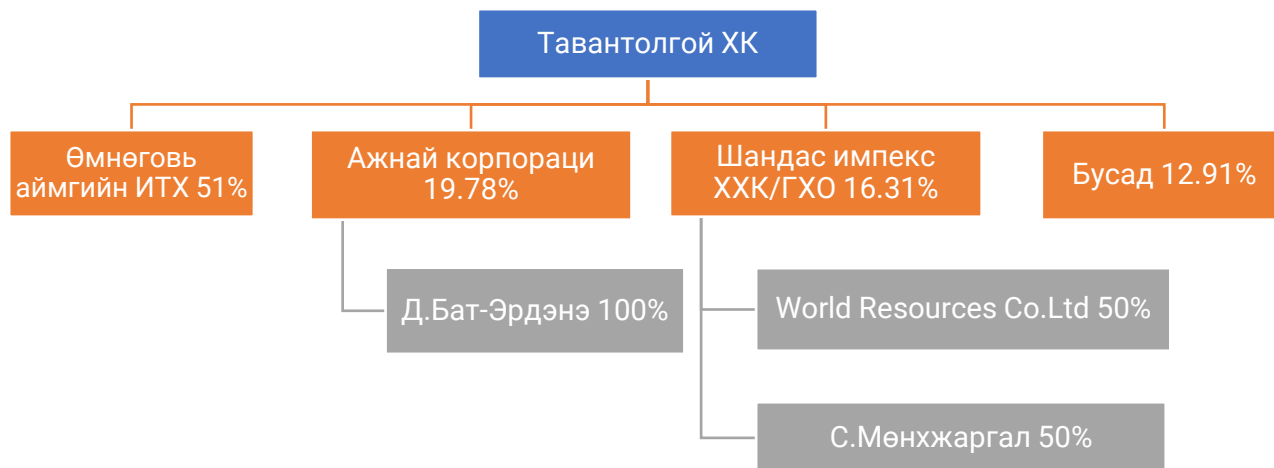 Тавантолгой ХК
Өмнөговь
аймгийн ИТХ 51%
Ажнай корпораци
19.78%
Шандас импекс
ХХК/ГХО 16.31%
Бусад 12.91%
Д.Бат-Эрдэнэ 100%
World Resources Co.Ltd 50%
С.Мөнхжаргал 50%